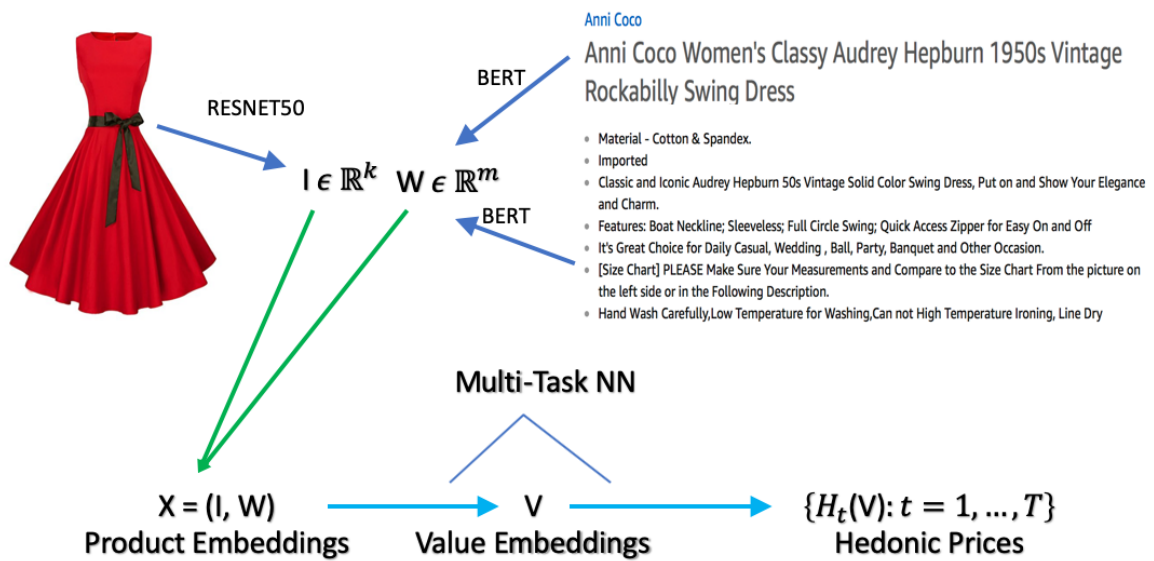 Anni Coco
Anni Coco Women's Classy Audrey Hepburn 1950s Vintage
Rockabilly Swing Dress
BERT
RESNET50
• Material - Cotton & Spandex.
• Imported
• Classic and Iconic Audrey Hepburn 50s Vintage Solid Color Swing Dress, Put on and Show Your Elegance
and Charm.
• Features: Boat Neckline; Sleeveless; Full Circle Swing; Quick Access Zipper for Easy On and Off
• It's Great Choice for Daily Casual, Wedding , Ball, Party, Banquet and Other Occasion.
• [Size Chart] PLEASE Make Sure Your Measurements and Compare to the Size Chart From the picture on
the left side or in the Following Description.
• Hand Wash Carefully,Low Temperature for Washing,Can not High Temperature Ironing, Line Dry
I ϵ ℝᵏ W ϵ ℝᵐ
BERT
Multi-Task NN
X = (I, W)
Product Embeddings
V
Value Embeddings
{Hₜ(V): t = 1, …, T}
Hedonic Prices